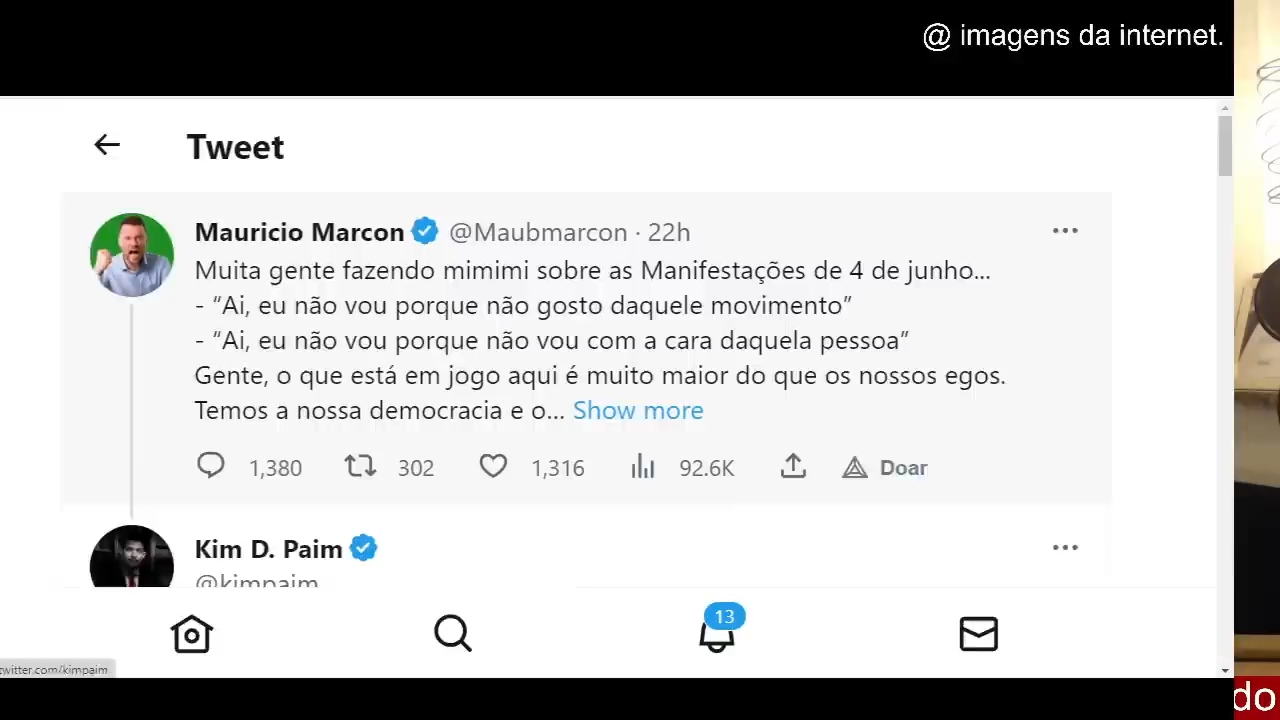 @ imagens da internet.
Tweet
Mauricio Marcon @Maubmarcon · 22h
Muita gente fazendo mimimi sobre as Manifestações de 4 de junho...
- “Ai, eu não vou porque não gosto daquele movimento”
- “Ai, eu não vou porque não vou com a cara daquela pessoa”
Gente, o que está em jogo aqui é muito maior do que os nossos egos.
Temos a nossa democracia e o... Show more
1,380 302 1,316 92.6K Doar
Kim D. Paim
@kimpaim
13
twitter.com/kimpaim
do